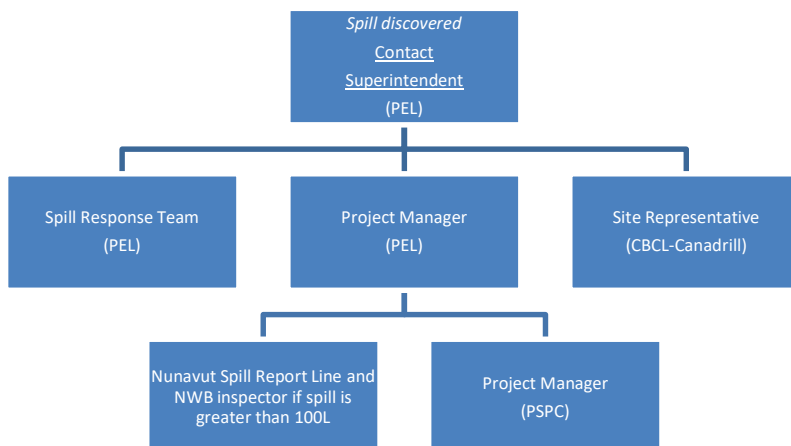 Spill discovered
Contact
Superintendent
(PEL)
Spill Response Team
(PEL)
Project Manager
(PEL)
Site Representative
(CBCL-Canadrill)
Nunavut Spill Report Line and
NWB inspector if spill is
greater than 100L
Project Manager
(PSPC)